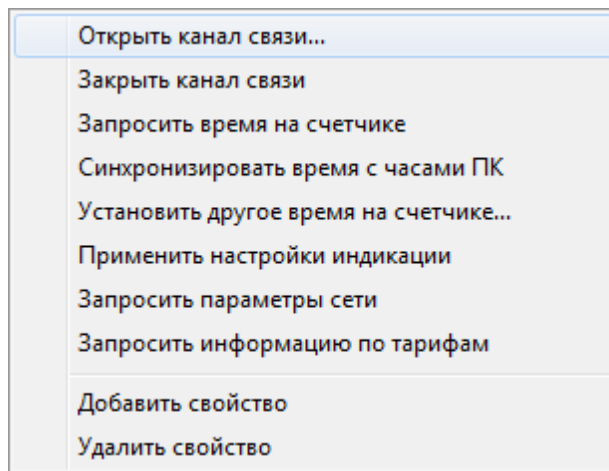 Открыть канал связи...
Закрыть канал связи
Запросить время на счетчике
Синхронизировать время с часами ПК
Установить другое время на счетчике...
Применить настройки индикации
Запросить параметры сети
Запросить информацию по тарифам
Добавить свойство
Удалить свойство